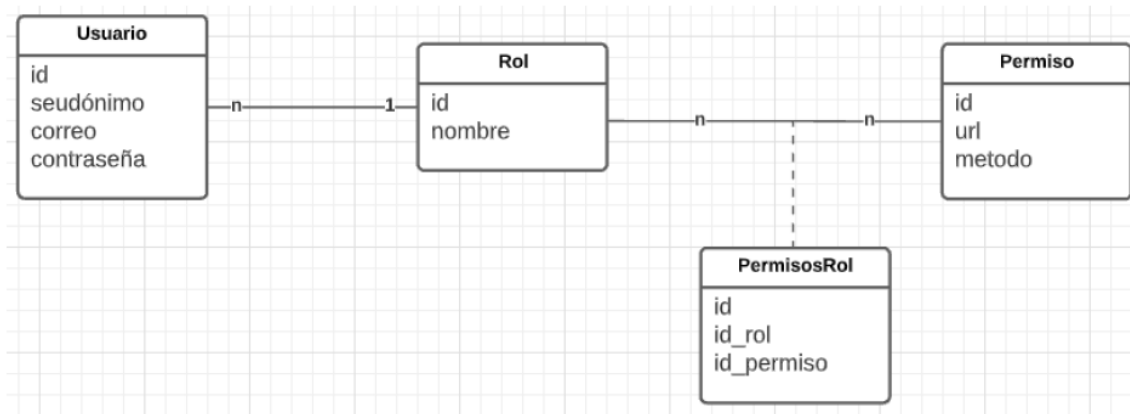 Usuario
id
seudónimo
correo
contraseña
n
1
Rol
id
nombre
n
n
Permiso
id
url
metodo
PermisosRol
id
id_rol
id_permiso